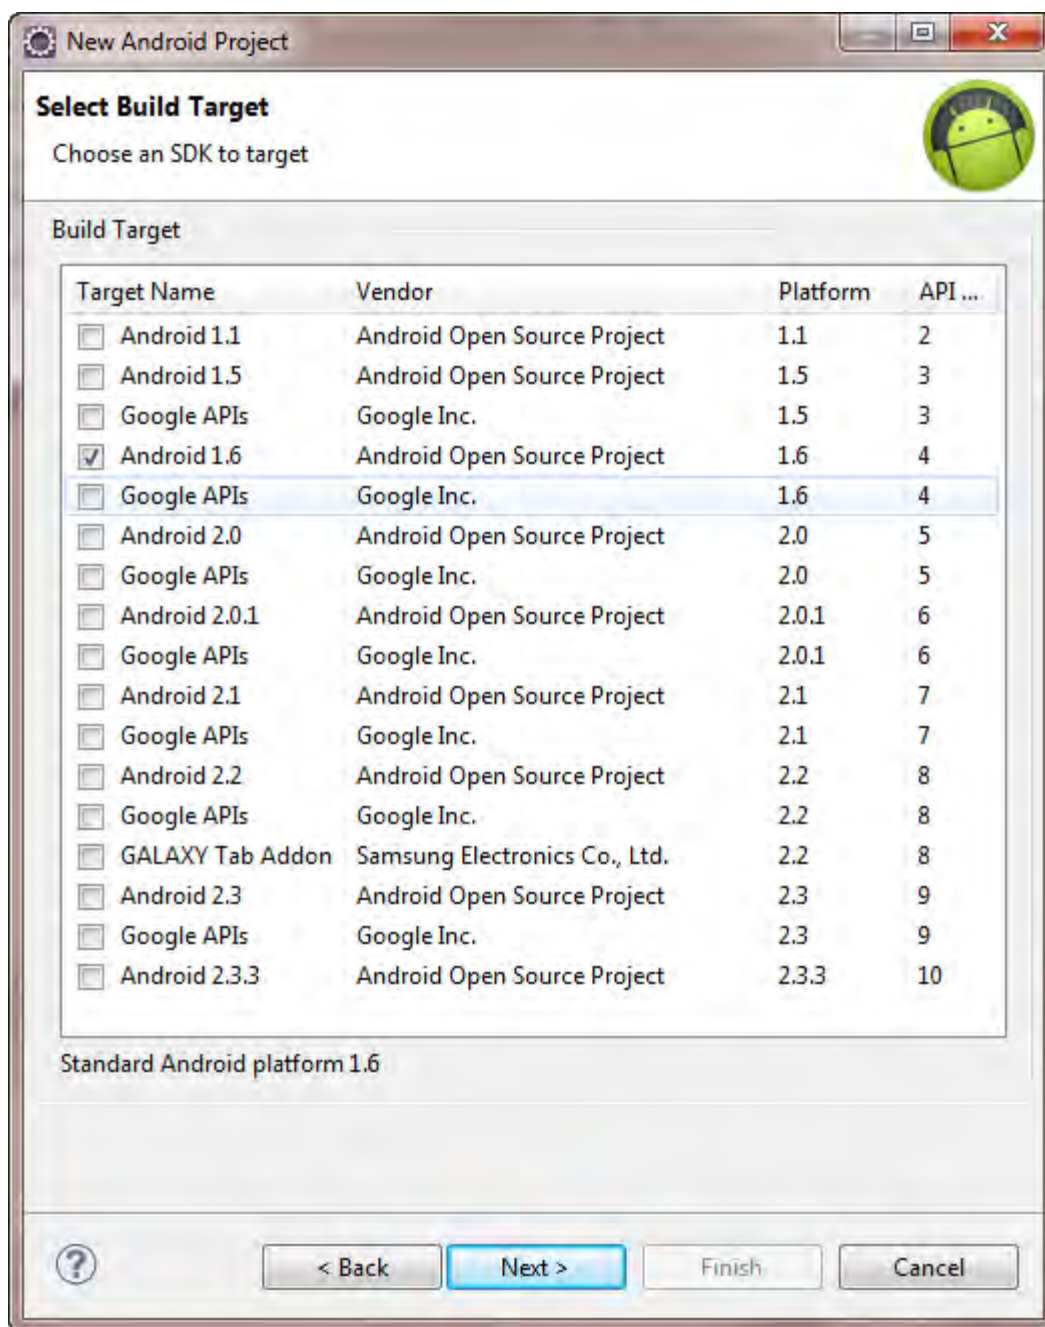 New Android Project
Select Build Target
Choose an SDK to target
Build Target
Target Name Vendor Platform API ...
Android 1.1 Android Open Source Project 1.1 2
Android 1.5 Android Open Source Project 1.5 3
Google APIs Google Inc. 1.5 3
Android 1.6 Android Open Source Project 1.6 4
Google APIs Google Inc. 1.6 4
Android 2.0 Android Open Source Project 2.0 5
Google APIs Google Inc. 2.0 5
Android 2.0.1 Android Open Source Project 2.0.1 6
Google APIs Google Inc. 2.0.1 6
Android 2.1 Android Open Source Project 2.1 7
Google APIs Google Inc. 2.1 7
Android 2.2 Android Open Source Project 2.2 8
Google APIs Google Inc. 2.2 8
GALAXY Tab Addon Samsung Electronics Co., Ltd. 2.2 8
Android 2.3 Android Open Source Project 2.3 9
Google APIs Google Inc. 2.3 9
Android 2.3.3 Android Open Source Project 2.3.3 10
Standard Android platform 1.6
? < Back Next > Finish Cancel